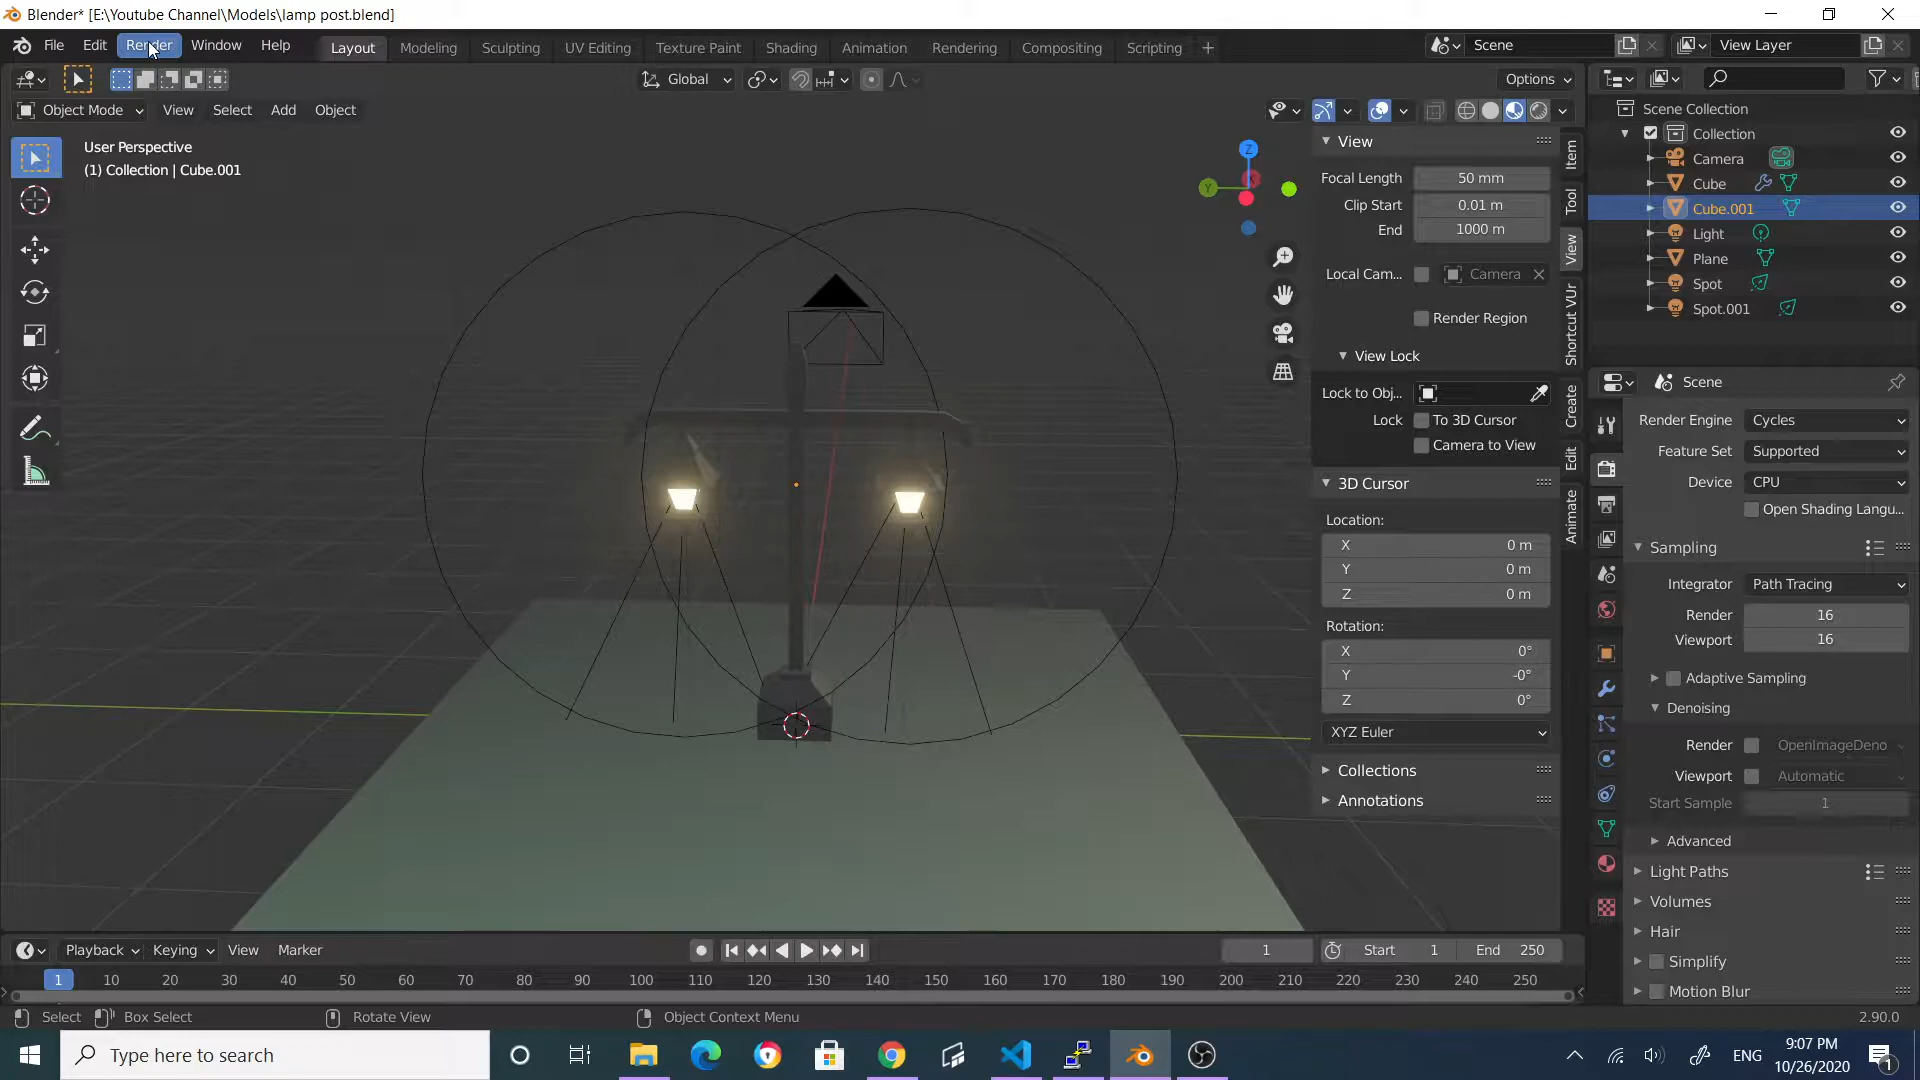 Blender* [E:\Youtube Channel\Models\lamp post.blend]
File Edit Render Window Help Layout Modeling Sculpting UV Editing Texture Paint Shading Animation Rendering Compositing Scripting + Scene View Layer
Global Options
Object Mode View Select Add Object
User Perspective
(1) Collection | Cube.001
Z
Y
View
Focal Length 50 mm
Clip Start 0.01 m
End 1000 m
Local Cam... Camera
Render Region
View Lock
Lock to Obj...
Lock To 3D Cursor
Camera to View
3D Cursor
Location:
X 0 m
Y 0 m
Z 0 m
Rotation:
X 0°
Y -0°
Z 0°
XYZ Euler
Collections
Annotations
Item
Tool
View
Shortcut VUr
Create
Edit
Animate
Scene Collection
Collection
Camera
Cube
Cube.001
Light
Plane
Spot
Spot.001
Scene
Render Engine Cycles
Feature Set Supported
Device CPU
Open Shading Langu...
Sampling
Integrator Path Tracing
Render 16
Viewport 16
Adaptive Sampling
Denoising
Render OpenImageDeno
Viewport Automatic
Start Sample 1
Advanced
Light Paths
Volumes
Hair
Simplify
Motion Blur
Playback Keying View Marker 1 Start 1 End 250
1 10 20 30 40 50 60 70 80 90 100 110 120 130 140 150 160 170 180 190 200 210 220 230 240 250
Select Box Select Rotate View Object Context Menu 2.90.0
Type here to search
ENG
9:07 PM
10/26/2020
1